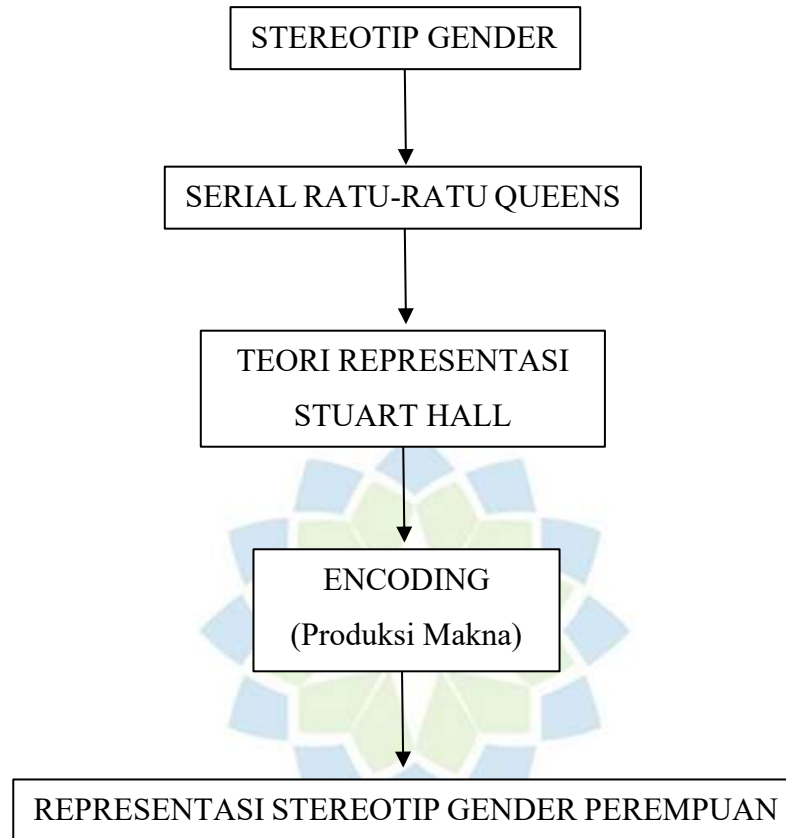 STEREOTIP GENDER
SERIAL RATU-RATU QUEENS
TEORI REPRESENTASI
STUART HALL
ENCODING
(Produksi Makna)
REPRESENTASI STEREOTIP GENDER PEREMPUAN